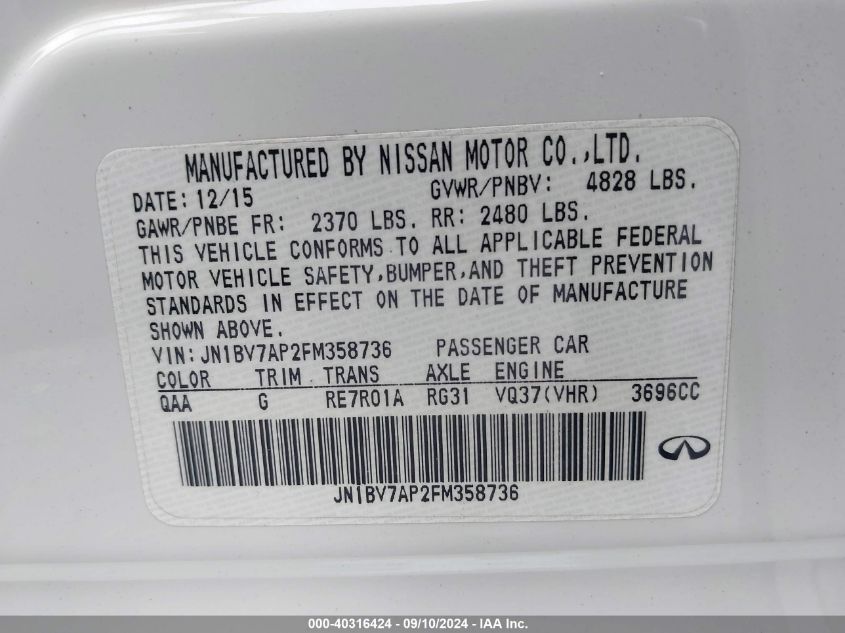 MANUFACTURED BY NISSAN MOTOR CO.,LTD.
DATE: 12/15 GVWR/PNBV: 4828 LBS.
GAWR/PNBE FR: 2370 LBS. RR: 2480 LBS.
THIS VEHICLE CONFORMS TO ALL APPLICABLE FEDERAL
MOTOR VEHICLE SAFETY,BUMPER,AND THEFT PREVENTION
STANDARDS IN EFFECT ON THE DATE OF MANUFACTURE
SHOWN ABOVE.
VIN: JN1BV7AP2FM358736 PASSENGER CAR
COLOR TRIM TRANS AXLE ENGINE
QAA G RE7R01A RG31 VQ37(VHR) 3696CC
JN1BV7AP2FM358736
000-40316424 - 09/10/2024 - IAA Inc.